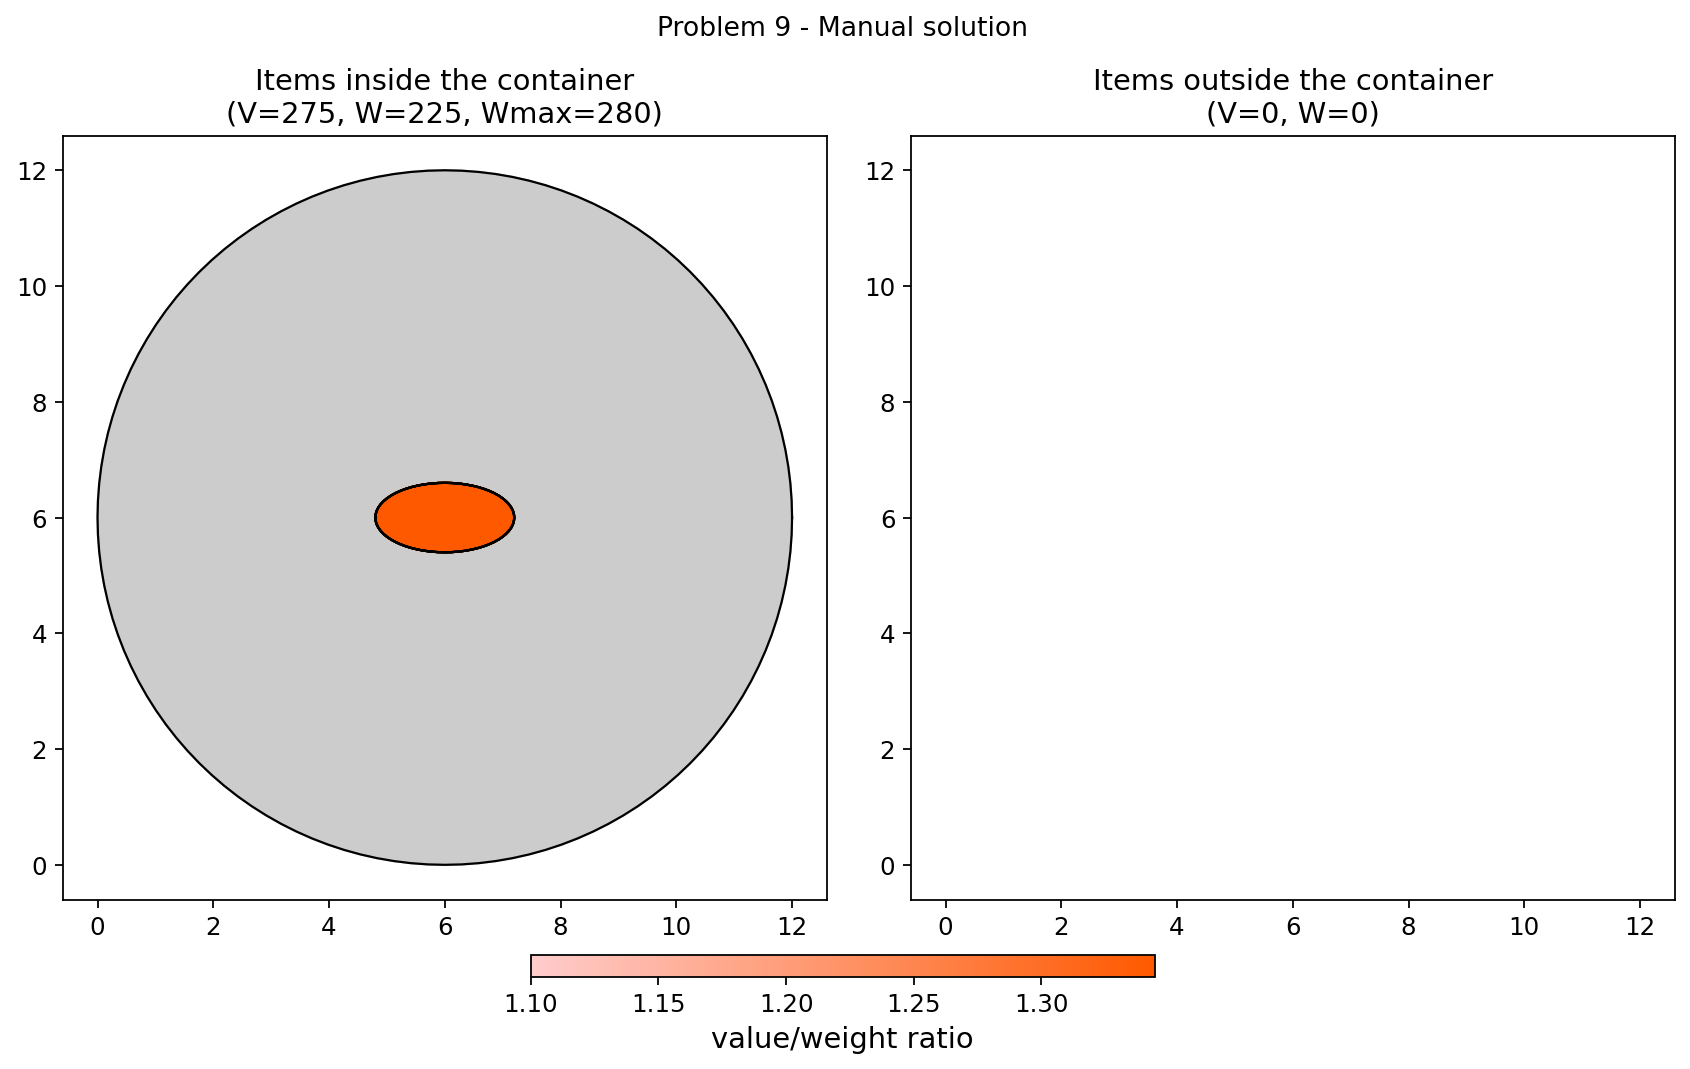 Problem 9 - Manual solution
Items inside the container
(V=275, W=225, Wmax=280)
12
10
8
6
4
2
0
0 2 4 6 8 10 12
Items outside the container
(V=0, W=0)
12
10
8
6
4
2
0
0 2 4 6 8 10 12
1.10 1.15 1.20 1.25 1.30
value/weight ratio